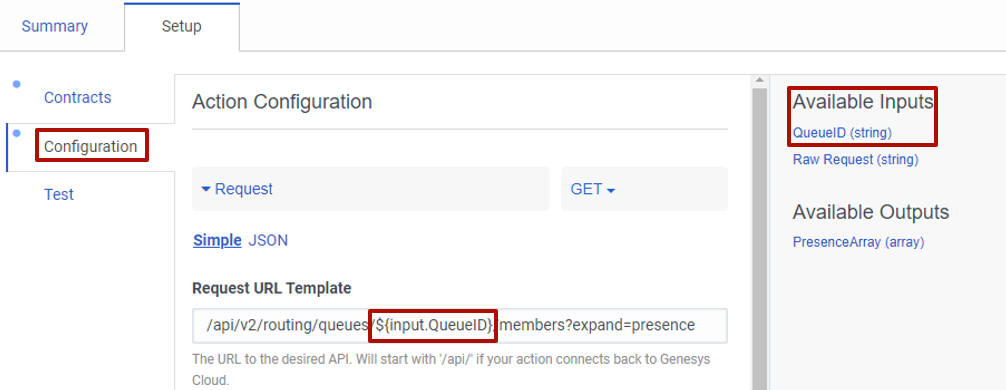 Summary
Setup
Contracts
Configuration
Test
Action Configuration
Request
GET
Simple JSON
Request URL Template
/api/v2/routing/queues/${input.QueueID}/members?expand=presence
The URL to the desired API. Will start with '/api/' if your action connects back to Genesys
Cloud.
Available Inputs
QueueID (string)
Raw Request (string)
Available Outputs
PresenceArray (array)